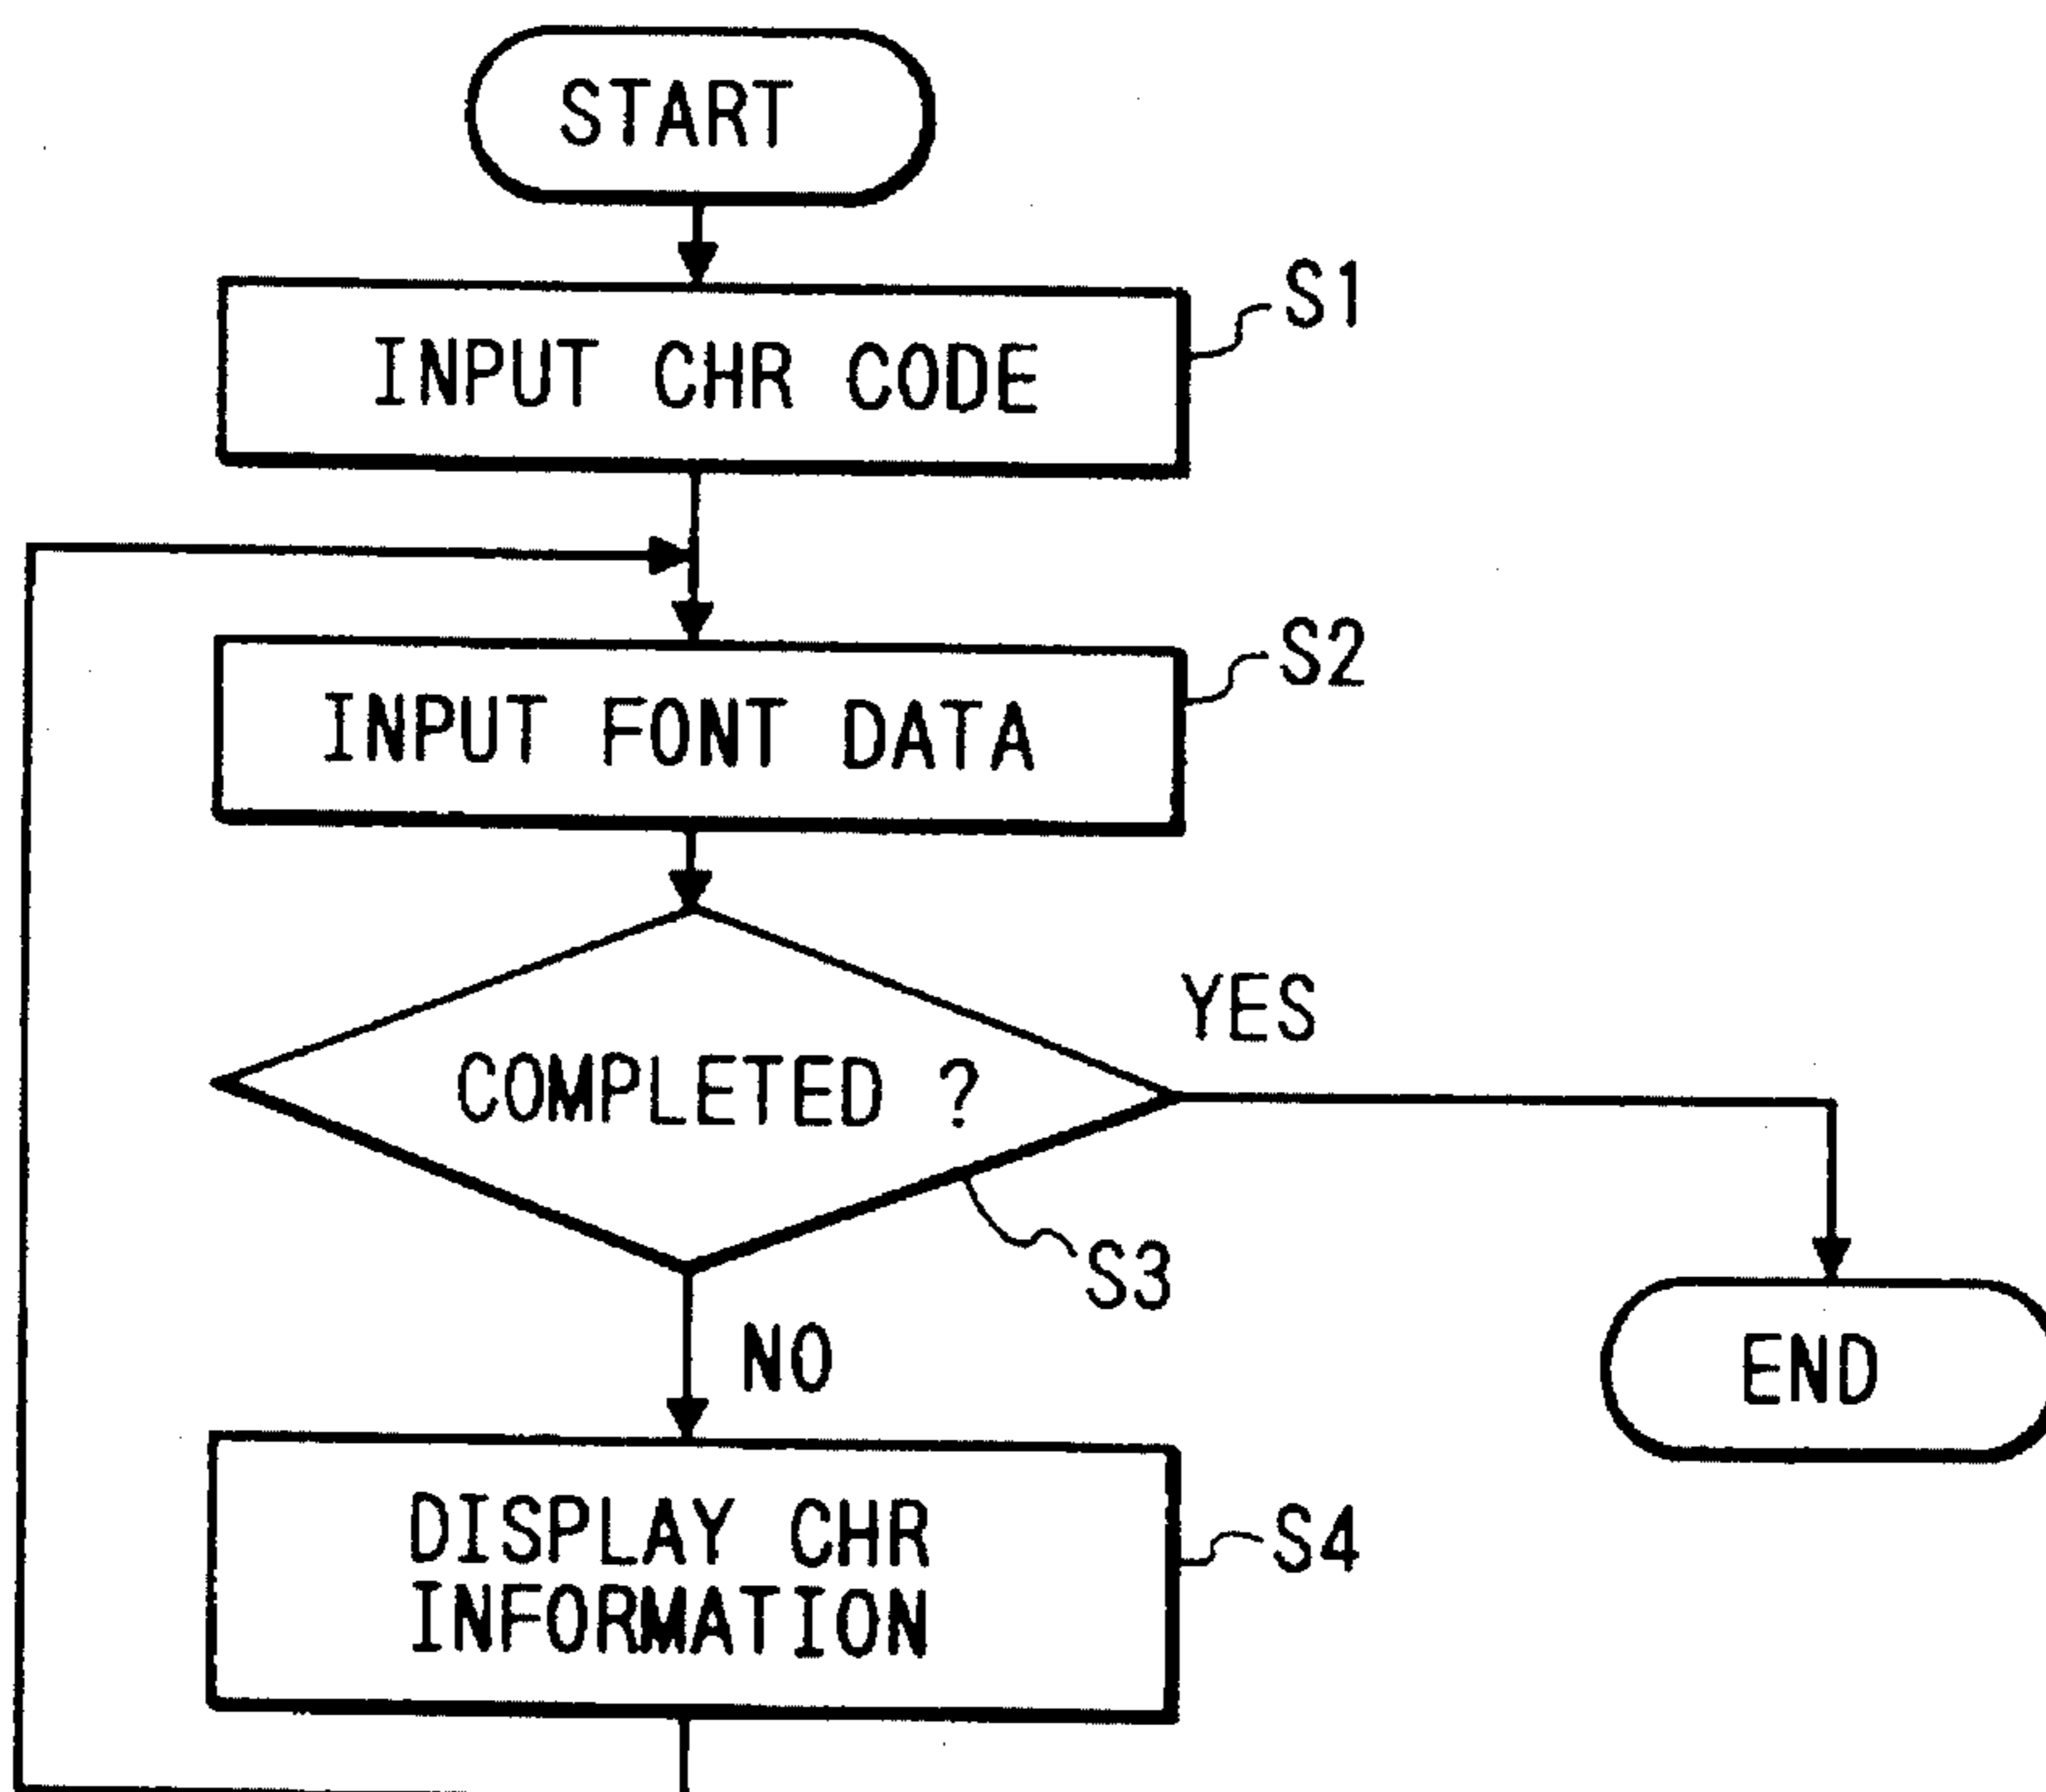 START
INPUT CHR CODE
S1
INPUT FONT DATA
S2
COMPLETED ?
YES
S3
NO
END
DISPLAY CHR
INFORMATION
S4